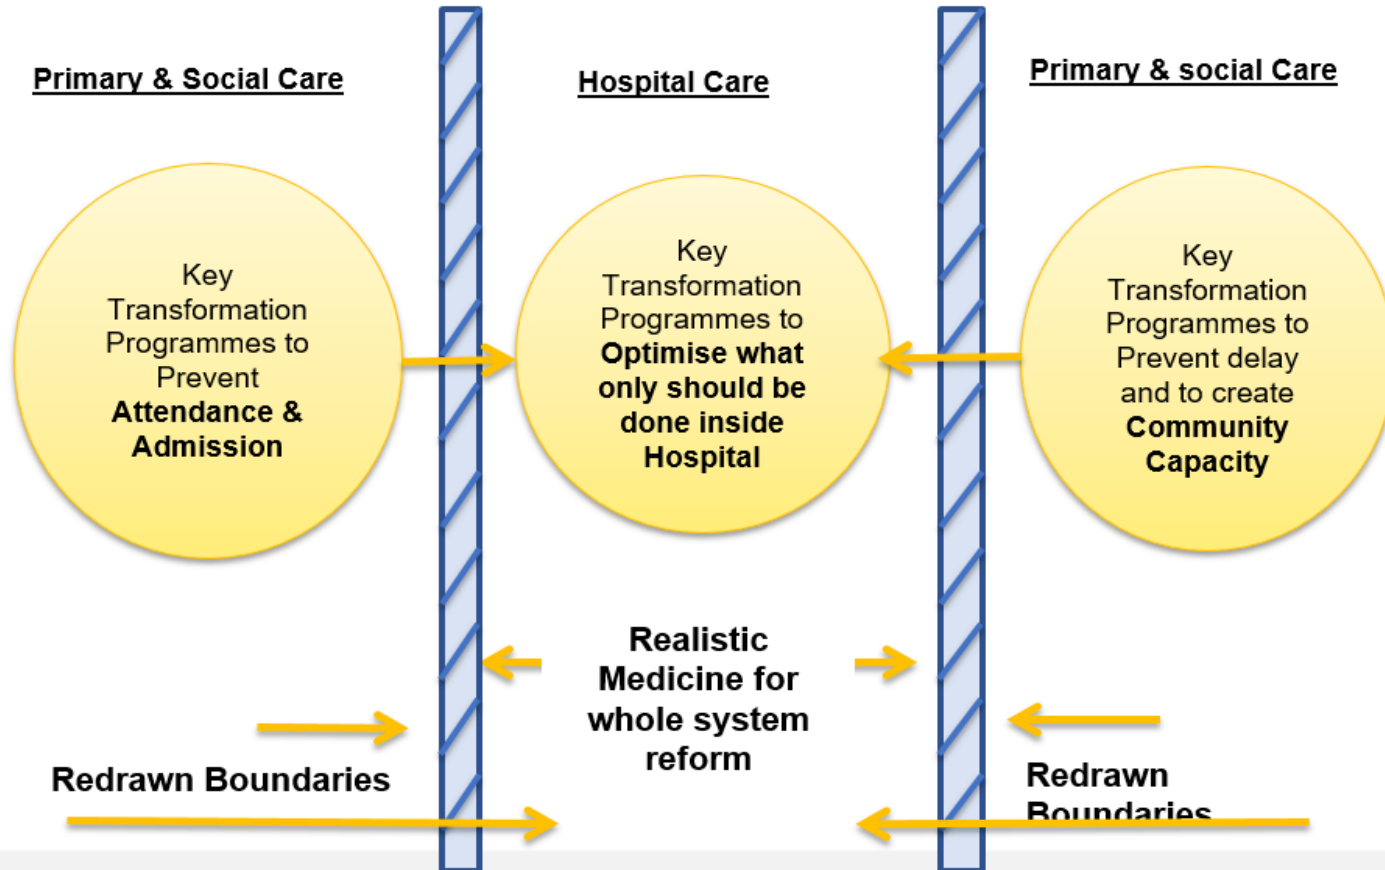 Primary & Social Care
Hospital Care
Primary & social Care
Key
Transformation
Programmes to
Prevent
Attendance &
Admission
Key
Transformation
Programmes to
Optimise what
only should be
done inside
Hospital
Key
Transformation
Programmes to
Prevent delay
and to create
Community
Capacity
Realistic
Medicine for
whole system
reform
Redrawn Boundaries
Redrawn
Boundaries